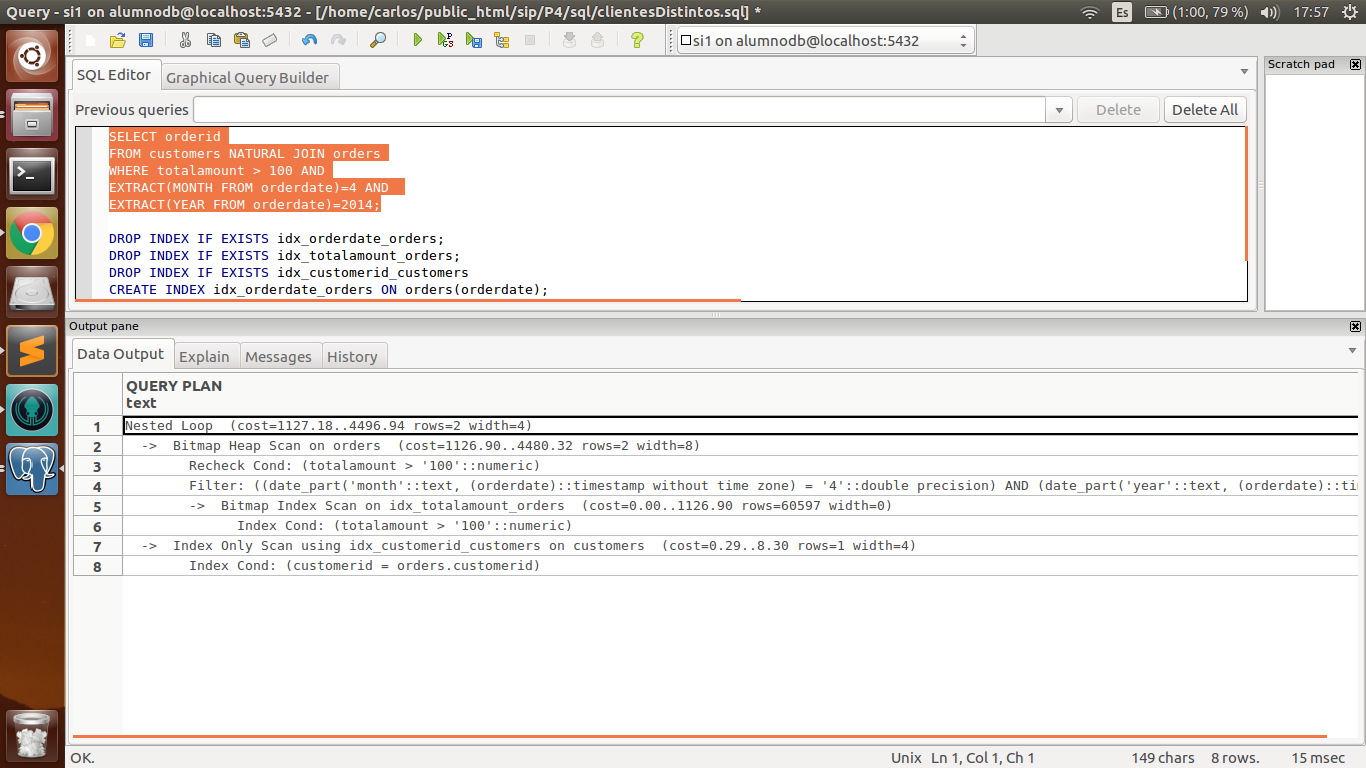 Query - si1 on alumnodb@localhost:5432 - [/home/carlos/public_html/sip/P4/sql/clientesDistintos.sql] *
Es (1:00, 79 %) 17:57
si1 on alumnodb@localhost:5432
SQL Editor Graphical Query Builder
Scratch pad
Previous queries Delete Delete All
SELECT orderid
FROM customers NATURAL JOIN orders
WHERE totalamount > 100 AND
EXTRACT(MONTH FROM orderdate)=4 AND
EXTRACT(YEAR FROM orderdate)=2014;
DROP INDEX IF EXISTS idx_orderdate_orders;
DROP INDEX IF EXISTS idx_totalamount_orders;
DROP INDEX IF EXISTS idx_customerid_customers
CREATE INDEX idx_orderdate_orders ON orders(orderdate);
Output pane
Data Output Explain Messages History
QUERY PLAN
text
1 Nested Loop (cost=1127.18..4496.94 rows=2 width=4)
2 -> Bitmap Heap Scan on orders (cost=1126.90..4480.32 rows=2 width=8)
3 Recheck Cond: (totalamount > '100'::numeric)
4 Filter: ((date_part('month'::text, (orderdate)::timestamp without time zone) = '4'::double precision) AND (date_part('year'::text, (orderdate)::ti
5 -> Bitmap Index Scan on idx_totalamount_orders (cost=0.00..1126.90 rows=60597 width=0)
6 Index Cond: (totalamount > '100'::numeric)
7 -> Index Only Scan using idx_customerid_customers on customers (cost=0.29..8.30 rows=1 width=4)
8 Index Cond: (customerid = orders.customerid)
OK. Unix Ln 1, Col 1, Ch 1 149 chars 8 rows. 15 msec